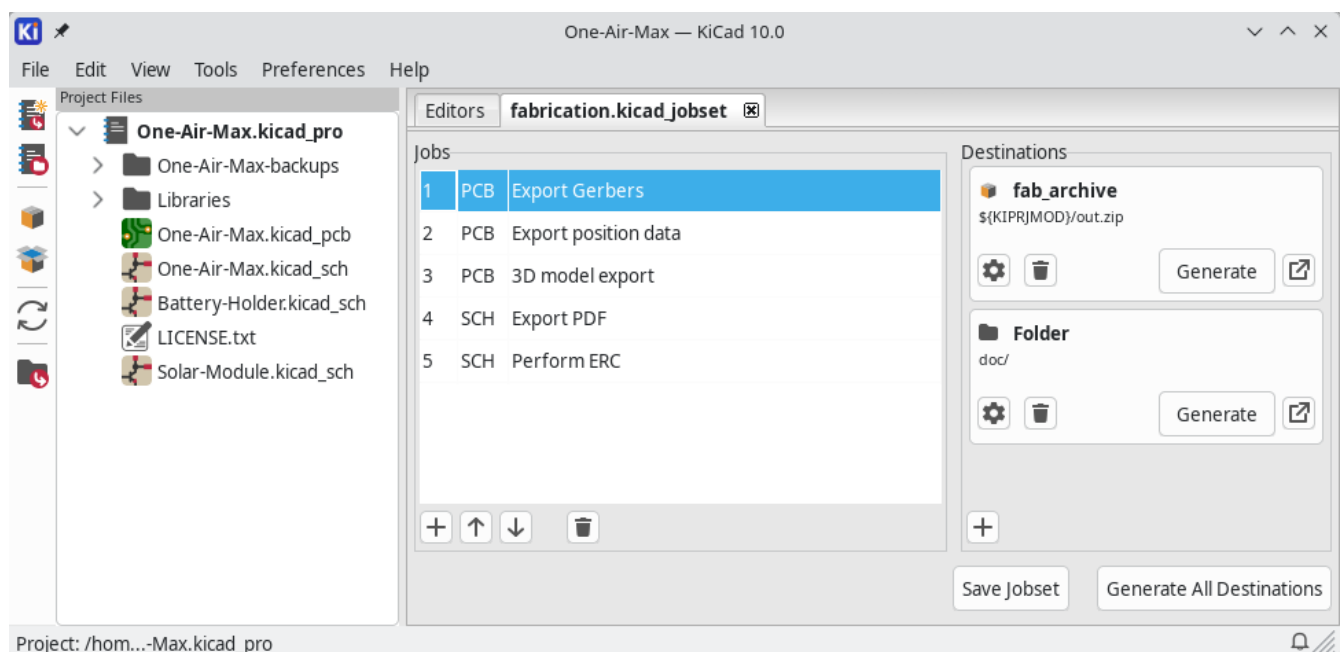 Ki
One-Air-Max — KiCad 10.0
File Edit View Tools Preferences Help
Project Files
One-Air-Max.kicad_pro
One-Air-Max-backups
Libraries
One-Air-Max.kicad_pcb
One-Air-Max.kicad_sch
Battery-Holder.kicad_sch
LICENSE.txt
Solar-Module.kicad_sch
Editors fabrication.kicad_jobset
Jobs
1 PCB Export Gerbers
2 PCB Export position data
3 PCB 3D model export
4 SCH Export PDF
5 SCH Perform ERC
Destinations
fab_archive
${KIPRJMOD}/out.zip
Generate
Folder
doc/
Generate
Save Jobset Generate All Destinations
Project: /hom...-Max.kicad_pro